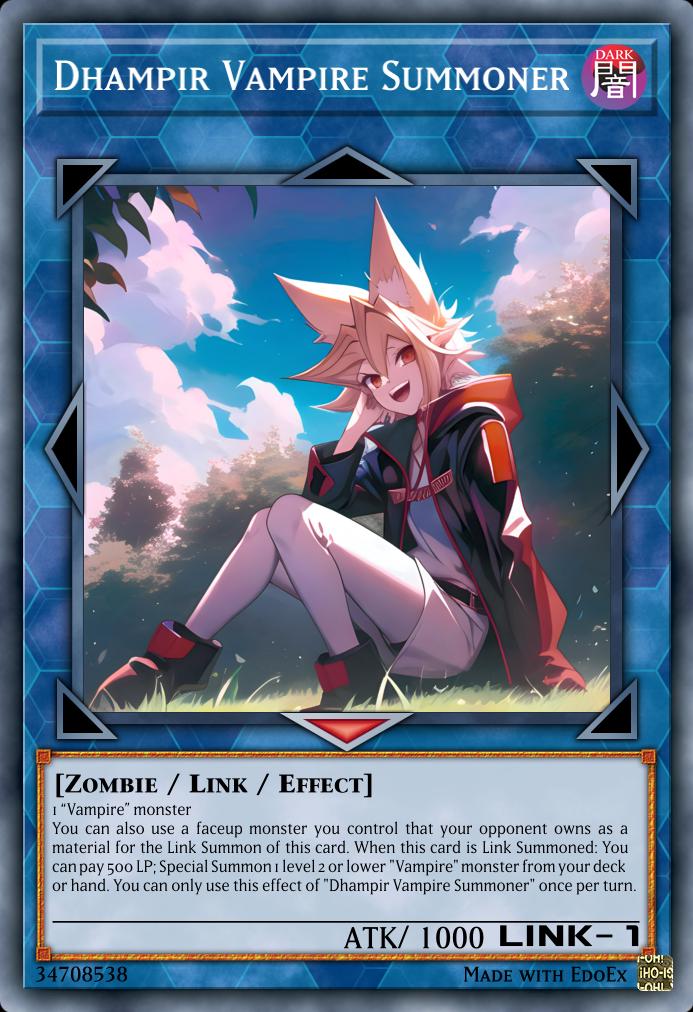 Dhampir Vampire Summoner
DARK
闇
[Zombie / Link / Effect]
1 “Vampire” monster
You can also use a faceup monster you control that your opponent owns as a
material for the Link Summon of this card. When this card is Link Summoned: You
can pay 500 LP; Special Summon 1 level 2 or lower "Vampire" monster from your deck
or hand. You can only use this effect of "Dhampir Vampire Summoner" once per turn.
ATK/ 1000 LINK- 1
34708538 Made with EdoEx